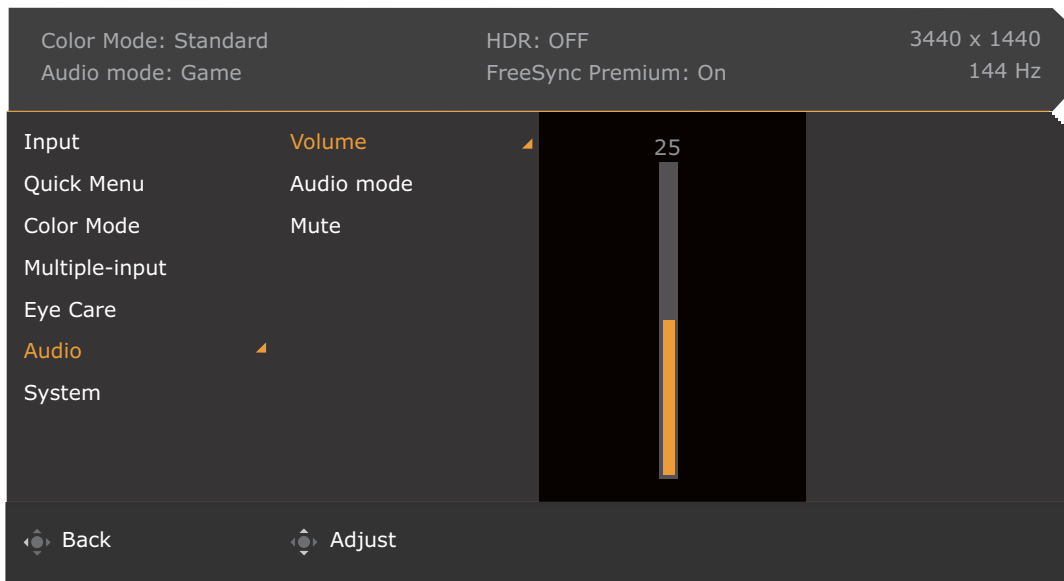 Color Mode: Standard
HDR: OFF
3440 x 1440
Audio mode: Game
FreeSync Premium: On
144 Hz
Input
Quick Menu
Color Mode
Multiple-input
Eye Care
Audio
System
Volume
Audio mode
Mute
25
Back
Adjust